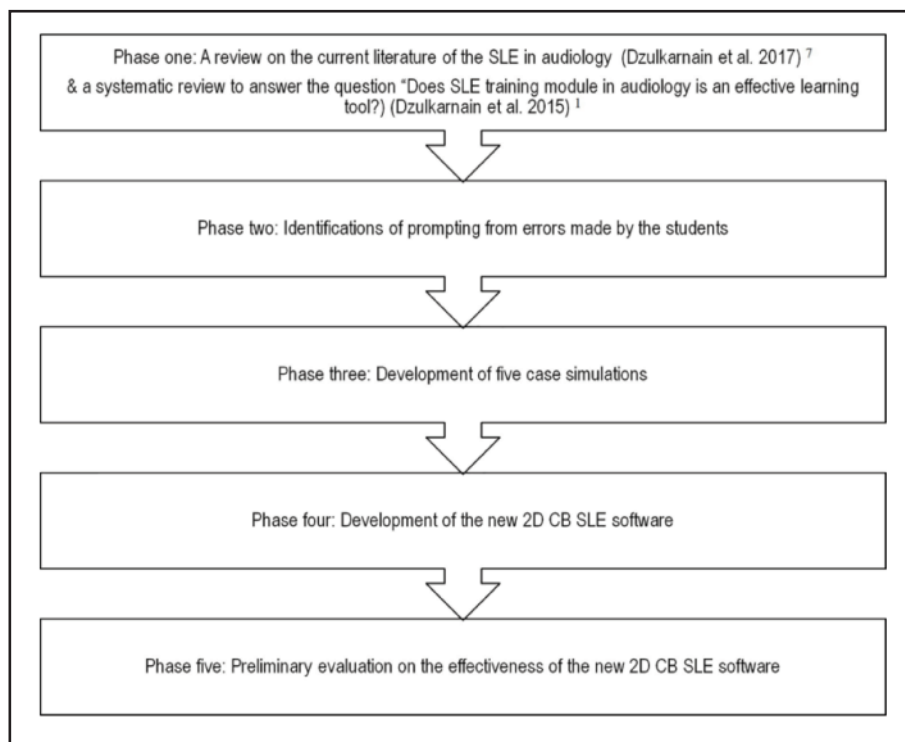 Phase one: A review on the current literature of the SLE in audiology (Dzulkarnain et al. 2017) 7
& a systematic review to answer the question “Does SLE training module in audiology is an effective learning
tool?) (Dzulkarnain et al. 2015) 1
Phase two: Identifications of prompting from errors made by the students
Phase three: Development of five case simulations
Phase four: Development of the new 2D CB SLE software
Phase five: Preliminary evaluation on the effectiveness of the new 2D CB SLE software